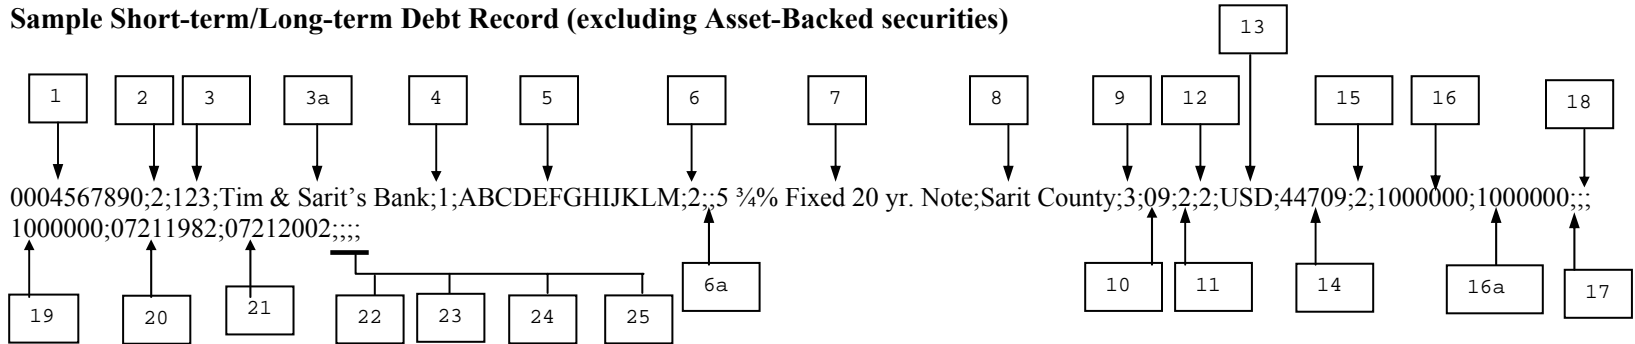 Sample Short-term/Long-term Debt Record (excluding Asset-Backed securities)
13
1 2 3 3a 4 5 6 7 8 9 12 15 16 18
0004567890;2;123;Tim & Sarit’s Bank;1;ABCDEFGHIJKLM;2;;5 ¾% Fixed 20 yr. Note;Sarit County;3;09;2;2;USD;44709;2;1000000;1000000;;;
1000000;07211982;07212002;;;;
6a 10 11 14 16a 17
19 20 21 22 23 24 25